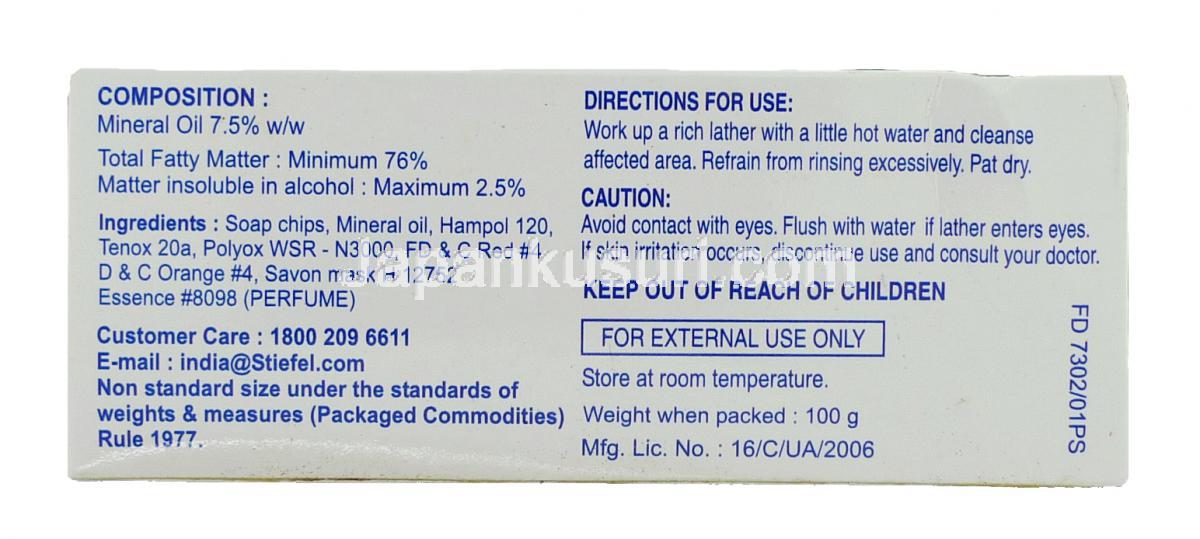 COMPOSITION :
Mineral Oil 7.5% w/w
Total Fatty Matter : Minimum 76%
Matter insoluble in alcohol : Maximum 2.5%
Ingredients : Soap chips, Mineral oil, Hampol 120,
Tenox 20a, Polyox WSR - N3000, FD & C Red #4,
D & C Orange #4, Savon mask H 12752
Essence #8098 (PERFUME)
Customer Care : 1800 209 6611
E-mail : india@Stiefel.com
Non standard size under the standards of
weights & measures (Packaged Commodities)
Rule 1977.
DIRECTIONS FOR USE:
Work up a rich lather with a little hot water and cleanse
affected area. Refrain from rinsing excessively. Pat dry.
CAUTION:
Avoid contact with eyes. Flush with water if lather enters eyes.
If skin irritation occurs, discontinue use and consult your doctor.
KEEP OUT OF REACH OF CHILDREN
FOR EXTERNAL USE ONLY
Store at room temperature.
Weight when packed : 100 g
Mfg. Lic. No. : 16/C/UA/2006
FD 7302/01PS
japankusuri.com